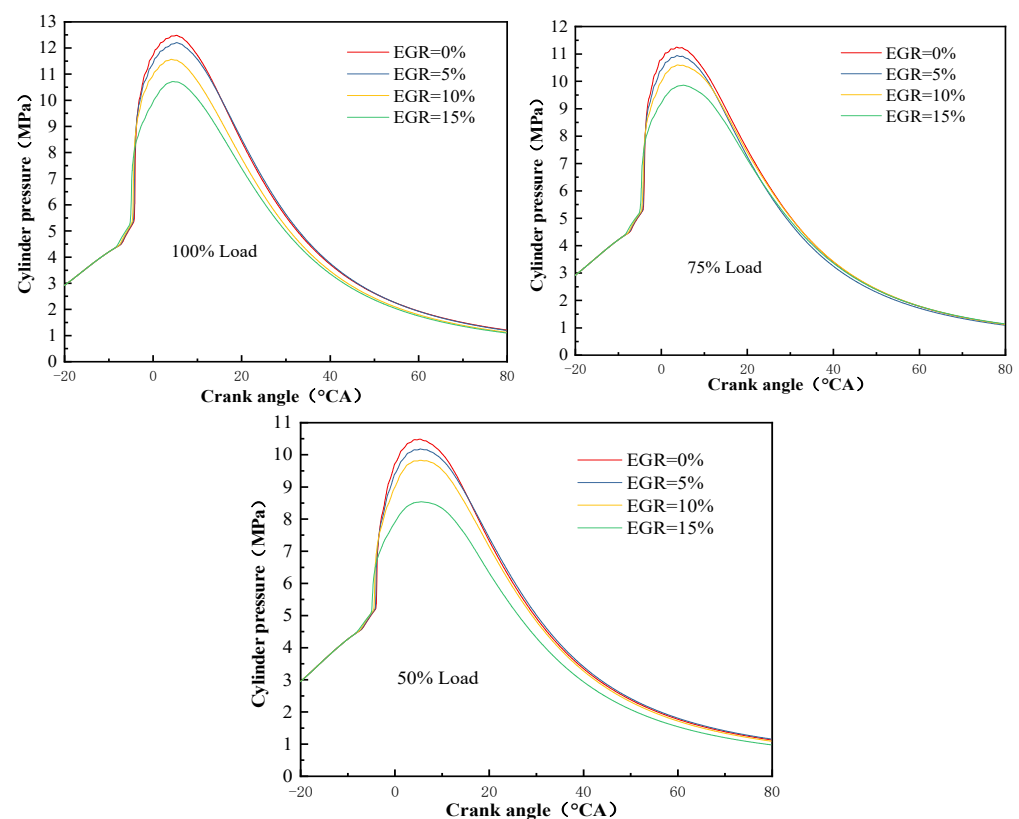 Cylinder pressure（MPa）
13
12
11
10
9
8
7
6
5
4
3
2
1
0
EGR=0%
EGR=5%
EGR=10%
EGR=15%
100% Load
-20 0 20 40 60 80
Crank angle（°CA）
Cylinder pressure（MPa）
12
11
10
9
8
7
6
5
4
3
2
1
0
EGR=0%
EGR=5%
EGR=10%
EGR=15%
75% Load
-20 0 20 40 60 80
Crank angle（°CA）
Cylinder pressure（MPa）
11
10
9
8
7
6
5
4
3
2
1
0
EGR=0%
EGR=5%
EGR=10%
EGR=15%
50% Load
-20 0 20 40 60 80
Crank angle（°CA）